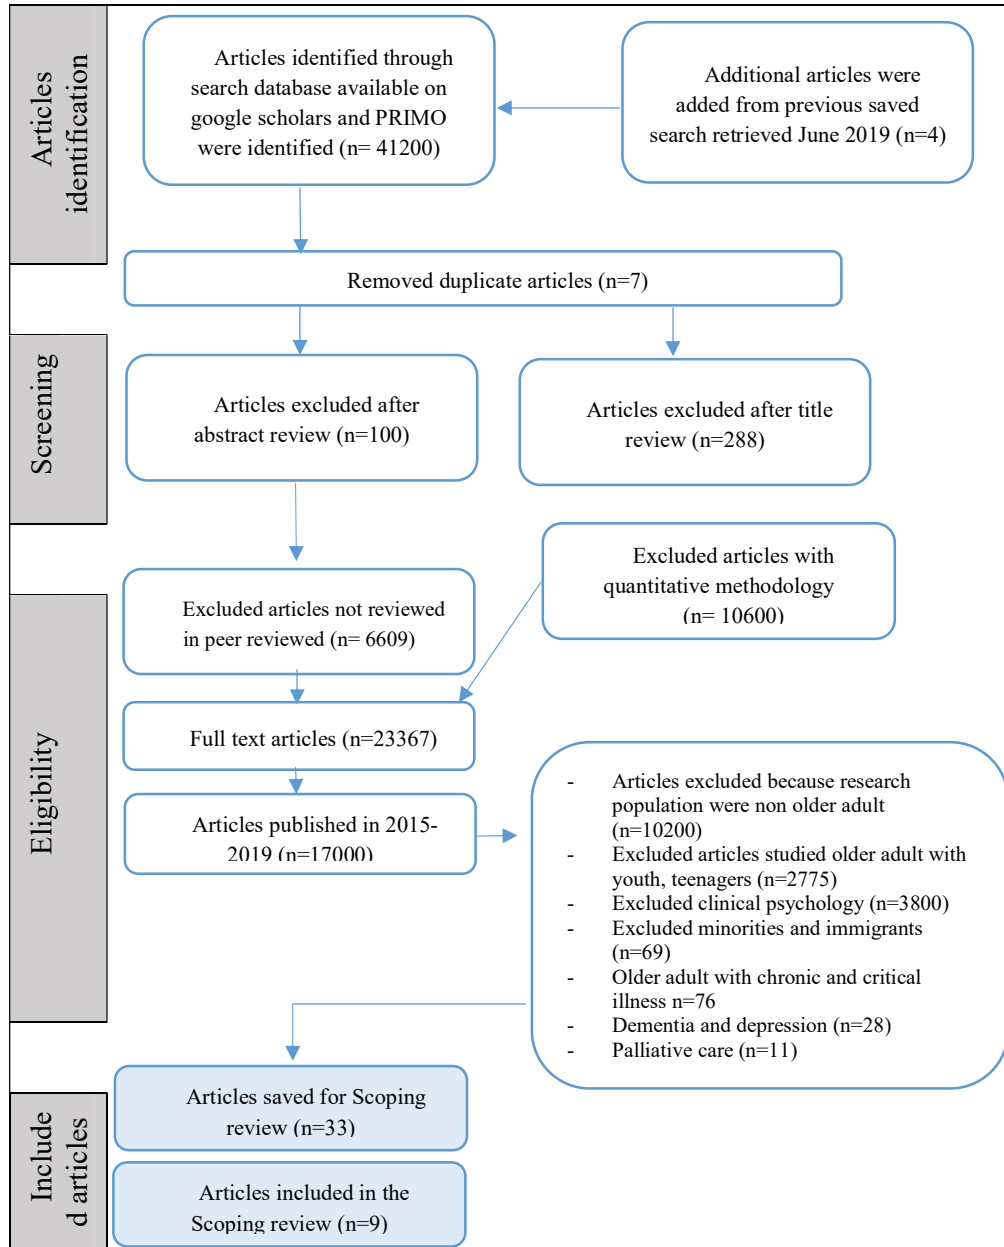 Articles
identification
Articles identified through
search database available on
google scholars and PRIMO
were identified (n= 41200)
Additional articles were
added from previous saved
search retrieved June 2019 (n=4)
Removed duplicate articles (n=7)
Screening
Articles excluded after
abstract review (n=100)
Articles excluded after title
review (n=288)
Eligibility
Excluded articles not reviewed
in peer reviewed (n= 6609)
Excluded articles with
quantitative methodology
(n= 10600)
Full text articles (n=23367)
Articles published in 2015-
2019 (n=17000)
- Articles excluded because research
population were non older adult
(n=10200)
- Excluded articles studied older adult with
youth, teenagers (n=2775)
- Excluded clinical psychology (n=3800)
- Excluded minorities and immigrants
(n=69)
- Older adult with chronic and critical
illness n=76
- Dementia and depression (n=28)
- Palliative care (n=11)
Include
d articles
Articles saved for Scoping
review (n=33)
Articles included in the
Scoping review (n=9)